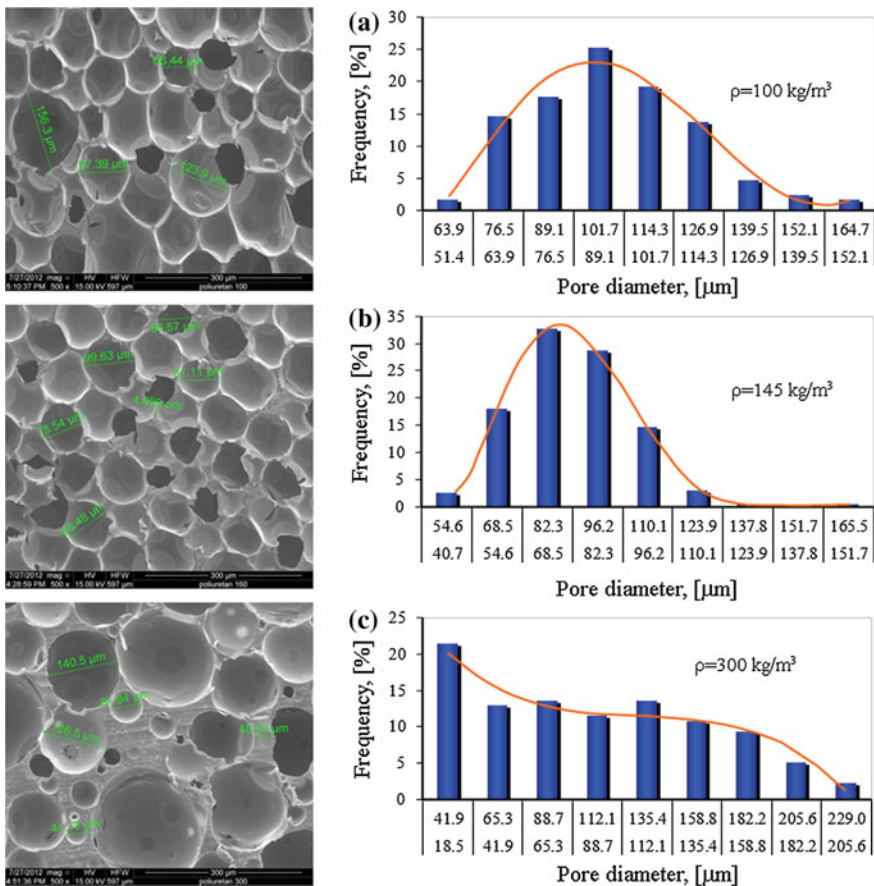 68.44 µm
156.3 µm
97.39 µm
123.9 µm
7/27/2012 mag HV HFW 300 µm
5:10:37 PM 500 x 15.00 kV 597 µm poliuretan 100
(a)
Frequency, [%]
30
25
20
15
10
5
0
ρ=100 kg/m³
63.9 76.5 89.1 101.7 114.3 126.9 139.5 152.1 164.7
51.4 63.9 76.5 89.1 101.7 114.3 126.9 139.5 152.1
Pore diameter, [µm]
99.63 µm
75.54 µm
7/27/2012 mag HV HFW 300 µm
4:28:59 PM 500 x 15.00 kV 597 µm poliuretan 160
(b)
Frequency, [%]
35
30
25
20
15
10
5
0
ρ=145 kg/m³
54.6 68.5 82.3 96.2 110.1 123.9 137.8 151.7 165.5
40.7 54.6 68.5 82.3 96.2 110.1 123.9 137.8 151.7
Pore diameter, [µm]
140.5 µm
7/27/2012 mag HV HFW 300 µm
4:51:36 PM 500 x 15.00 kV 597 µm poliuretan 300
(c)
Frequency, [%]
25
20
15
10
5
0
ρ=300 kg/m³
41.9 65.3 88.7 112.1 135.4 158.8 182.2 205.6 229.0
18.5 41.9 65.3 88.7 112.1 135.4 158.8 182.2 205.6
Pore diameter, [µm]